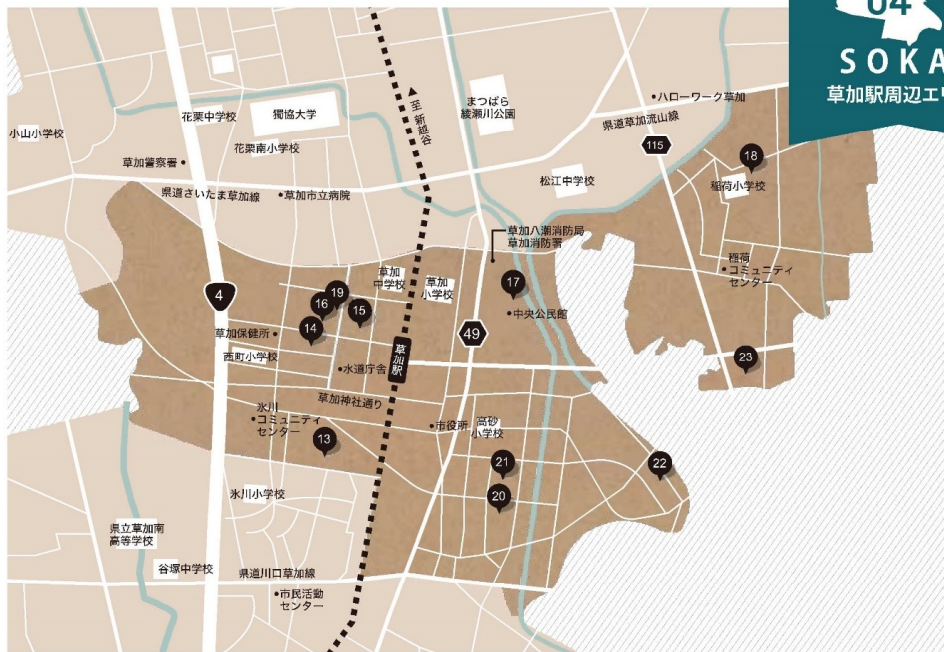 04
SOKA
草加駅周辺エリ
小山小学校
花栗中学校
獨協大学
花栗南小学校
草加警察署
県道さいたま草加線
草加市立病院
▲至 新越谷
まつばら
綾瀬川公園
ハローワーク草加
県道草加流山線
115
松江中学校
18
稲荷小学校
草加八潮消防局
草加消防署
稲荷
コミュニティ
センター
4
草加
中学校
草加
小学校
17
中央公民館
19
16
15
14
草加保健所
西町小学校
水道庁舎
草加駅
49
23
草加神社通り
氷川
コミュニティ
センター
13
市役所
高砂
小学校
21
22
20
氷川小学校
県立草加南
高等学校
谷塚中学校
県道川口草加線
市民活動
センター